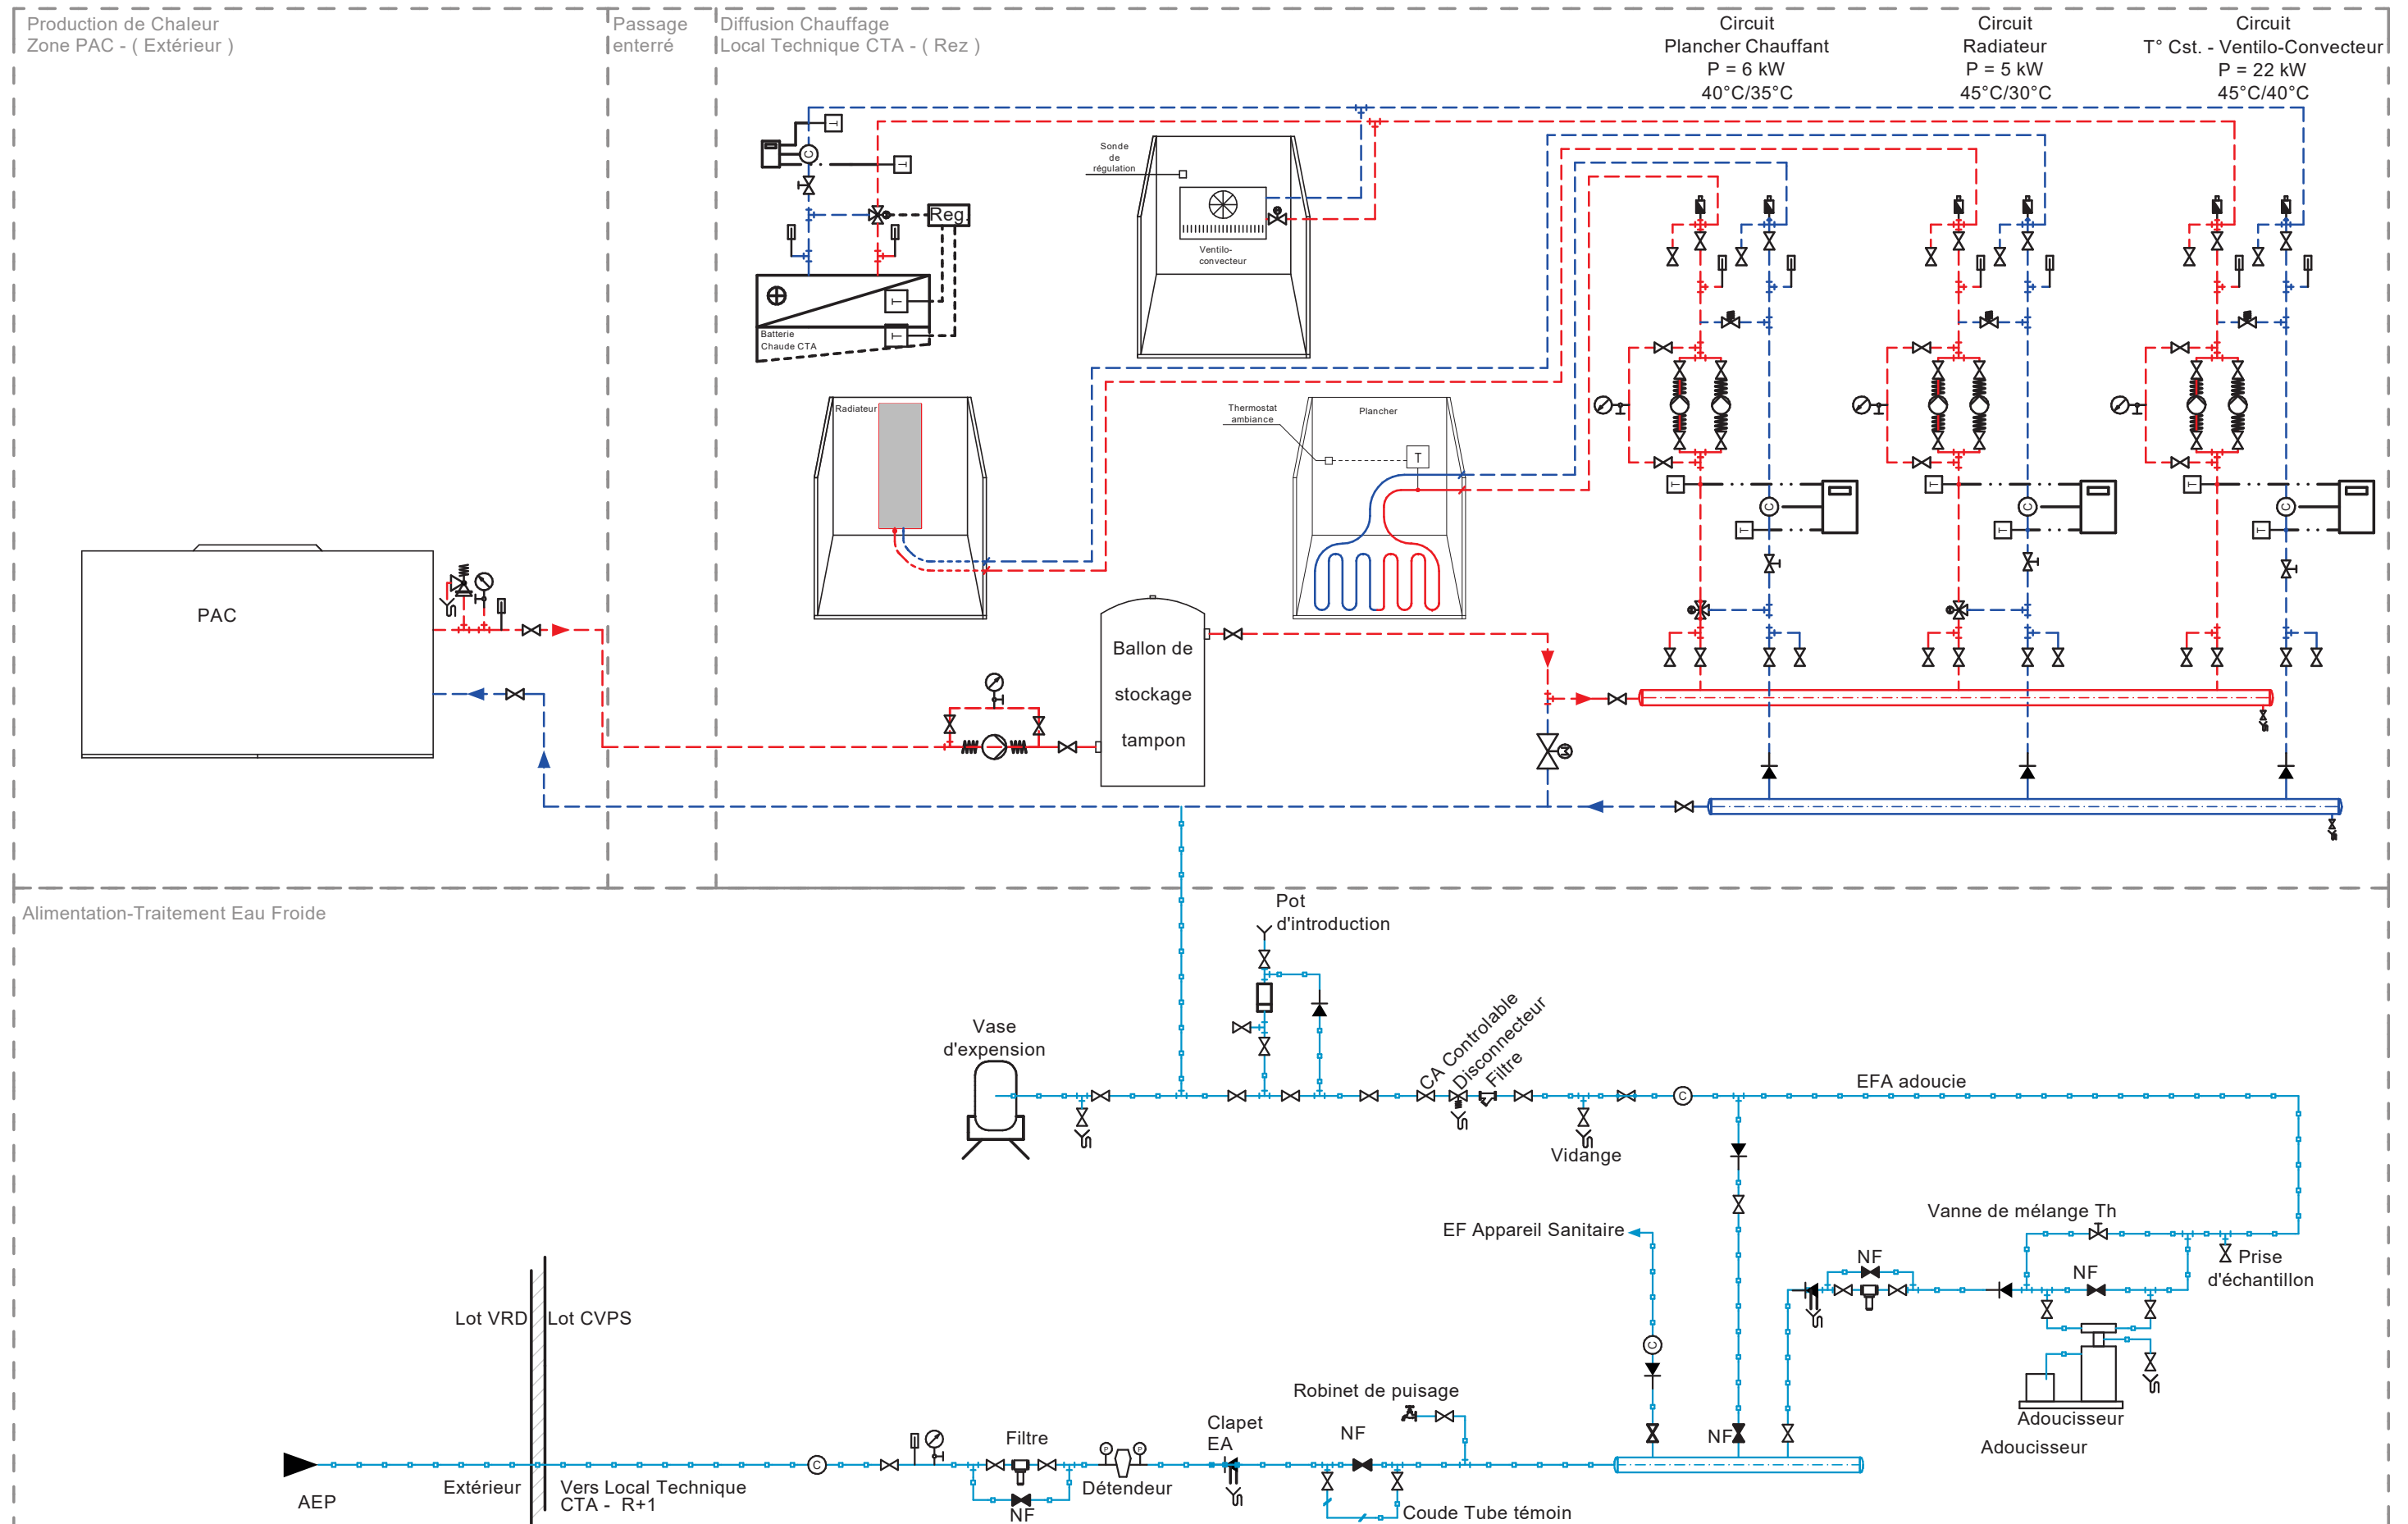 Production de Chaleur
Zone PAC - ( Extérieur )
Passage
enterré
Diffusion Chauffage
Local Technique CTA - ( Rez )
Circuit
Plancher Chauffant
P = 6 kW
40°C/35°C
Circuit
Radiateur
P = 5 kW
45°C/30°C
Circuit
T° Cst. - Ventilo-Convecteur
P = 22 kW
45°C/40°C
T
C
T
Reg.
T
T
Batterie
Chaude CTA
Sonde
de
régulation
Ventilo-
convecteur
Radiateur
Thermostat
ambiance
Plancher
T
T
C
T
T
C
T
T
C
T
PAC
Ballon de
stockage
tampon
M
Alimentation-Traitement Eau Froide
Pot
d'introduction
Vase
d'expension
CA Controlable
Disconnecteur
Filtre
C
EFA adoucie
Vidange
EF Appareil Sanitaire
Vanne de mélange Th
NF
NF
Prise
d'échantillon
Lot VRD
Lot CVPS
C
Adoucisseur
Adoucisseur
Robinet de puisage
Clapet
EA
NF
NF
Filtre
P
P
C
AEP
Extérieur
Vers Local Technique
CTA - R+1
NF
Détendeur
Coude Tube témoin